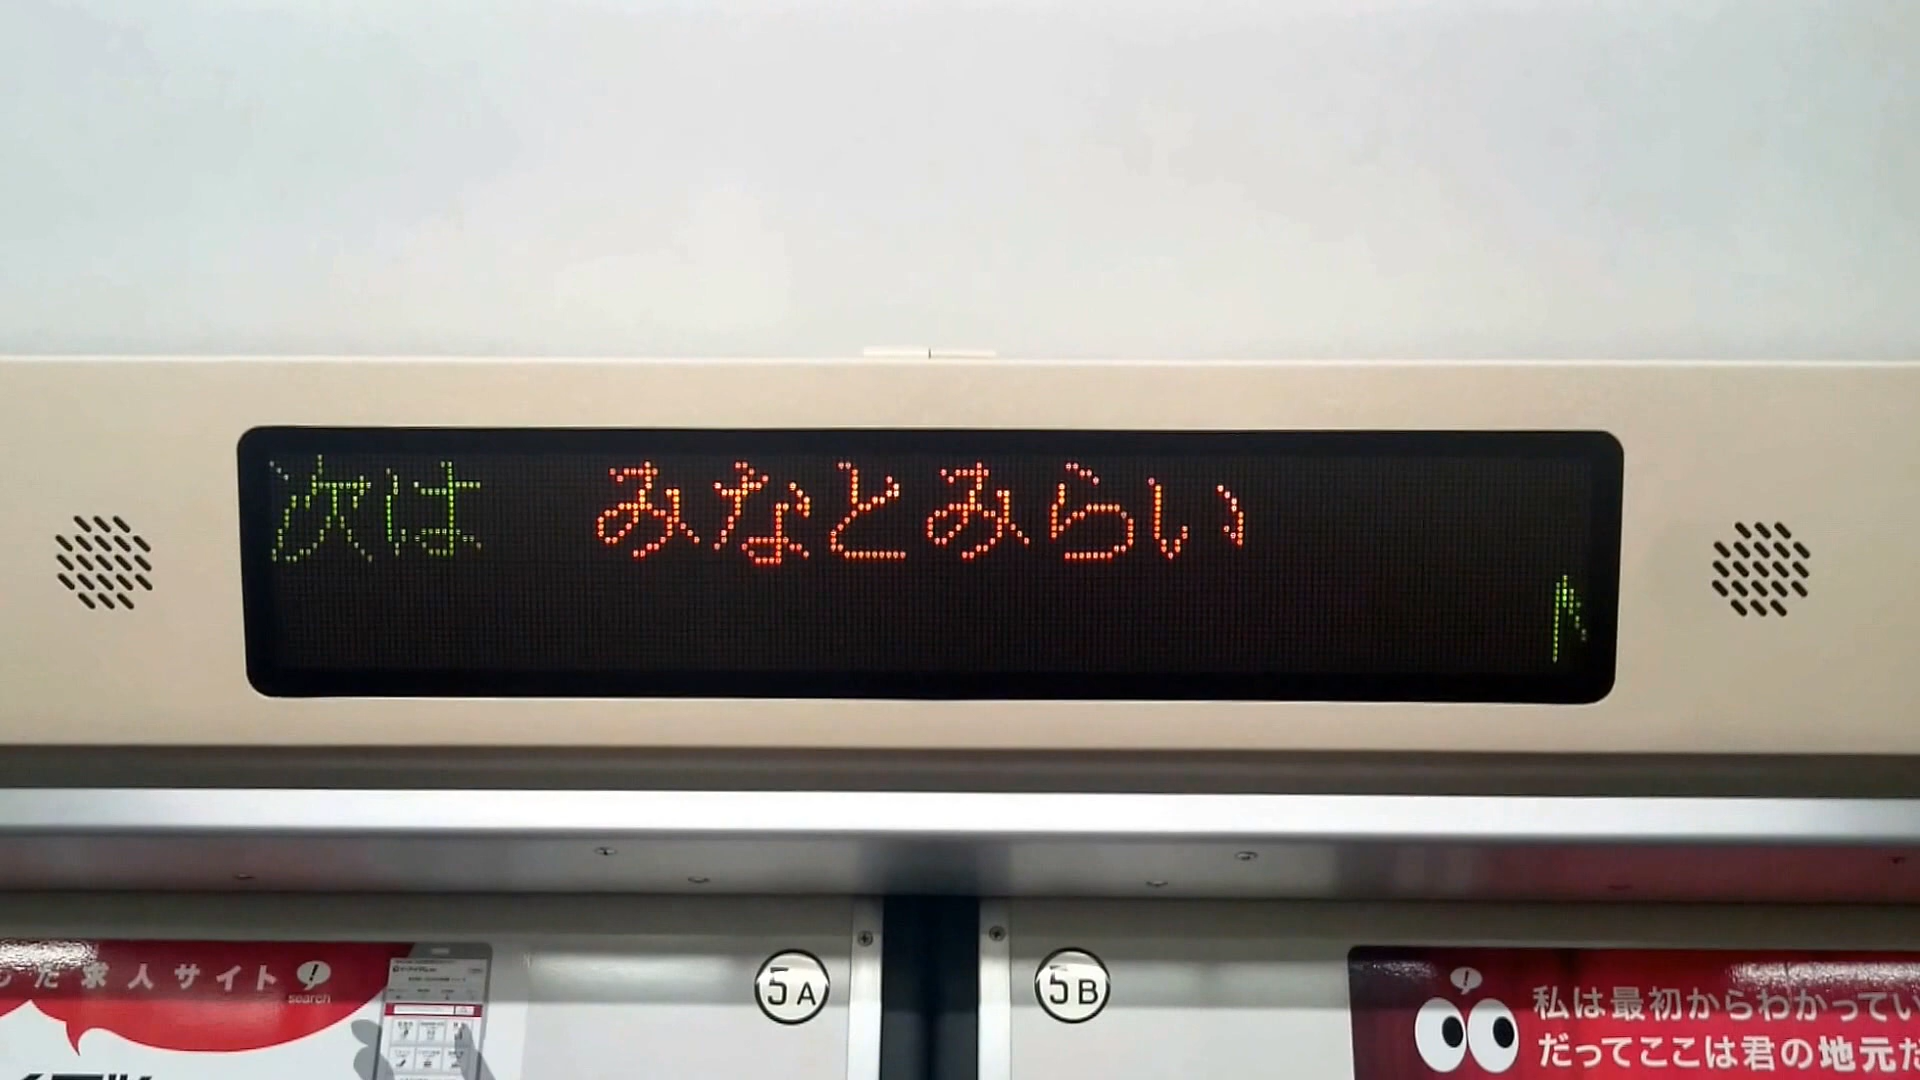 次は みなとみらい
5A
5B
した求人サイト
search
私は最初からわかってい
だってここは君の地元だ